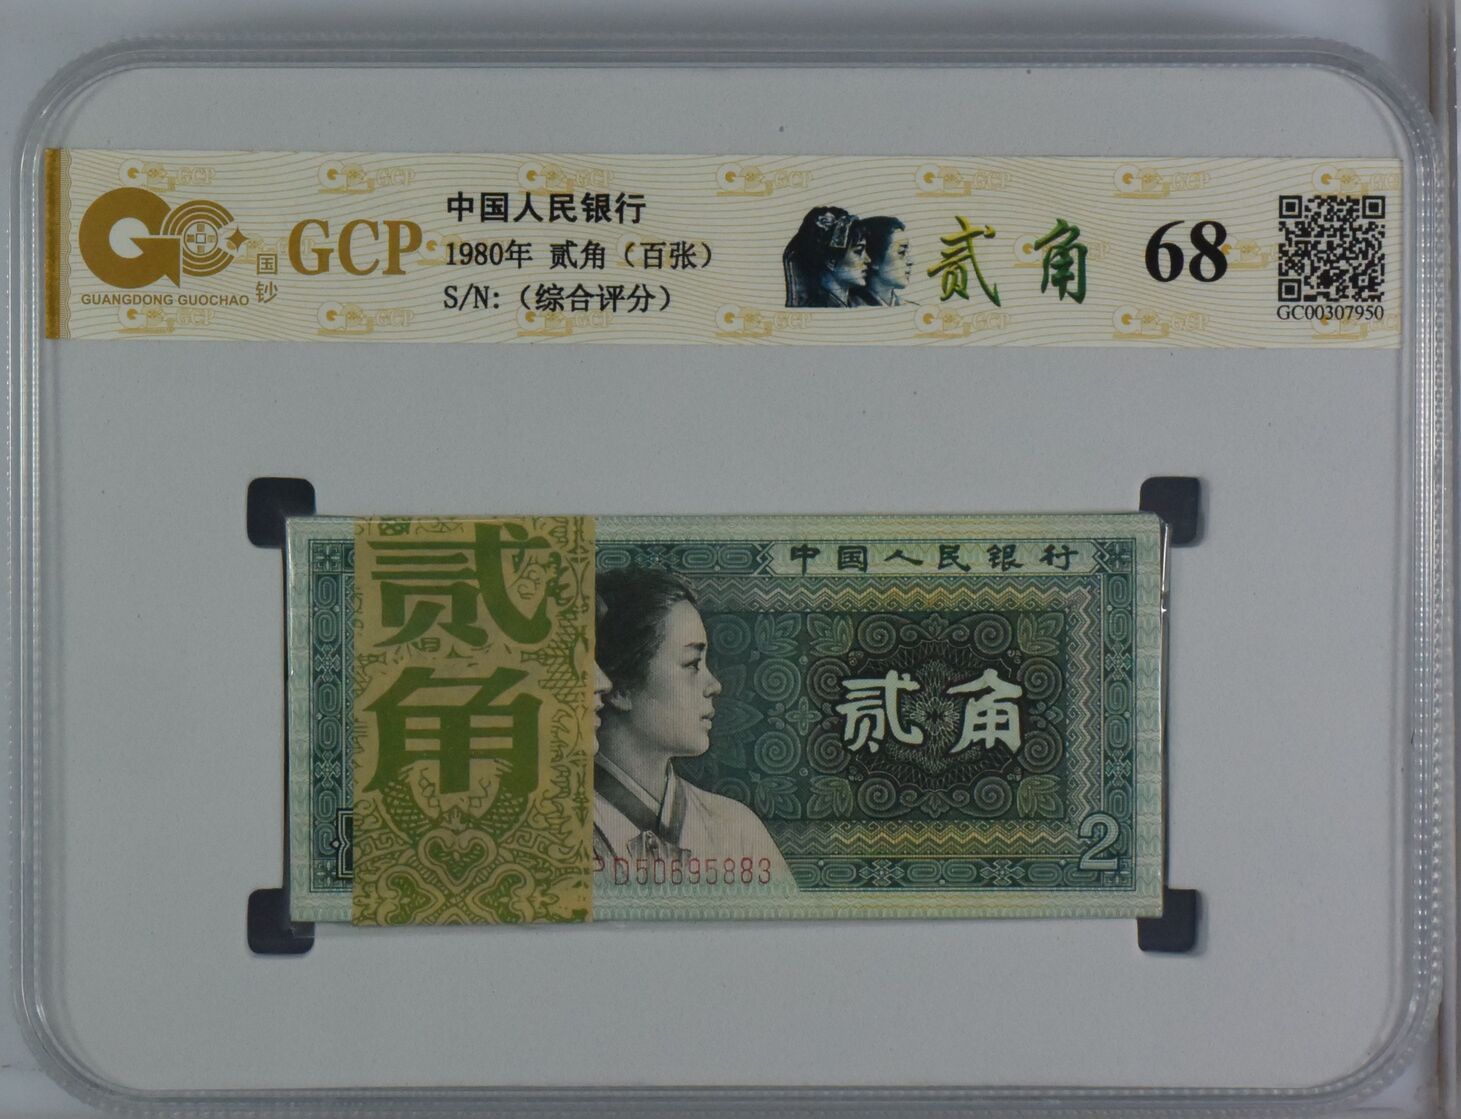 GCP
国钞
GUANGDONG GUOCHAO
中国人民银行
1980年 贰角（百张）
S/N:（综合评分）
贰角
68
GC00307950
贰角
中国人民银行
贰角
PD50695883
2